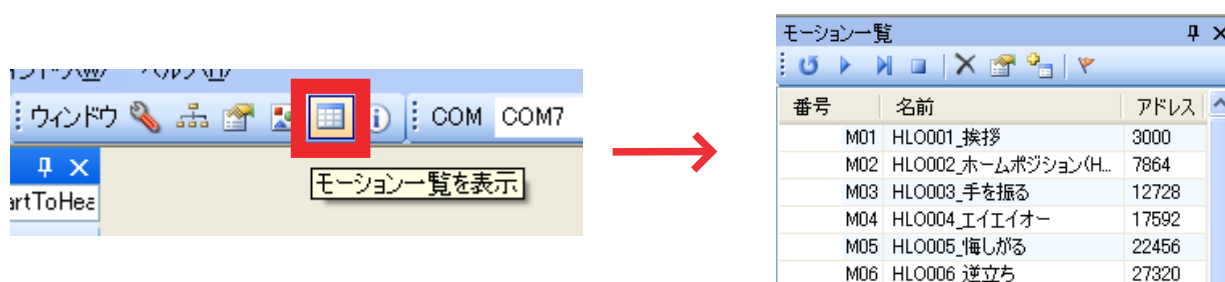 ウィンドウ COM COM7
モーション一覧を表示
artToHea
モーション一覧
番号 名前 アドレス
M01 HLO001_挨拶 3000
M02 HLO002_ホームポジション(H... 7864
M03 HLO003_手を振る 12728
M04 HLO004_エイエイオー 17592
M05 HLO005_悔しがる 22456
M06 HLO006_逆立ち 27320